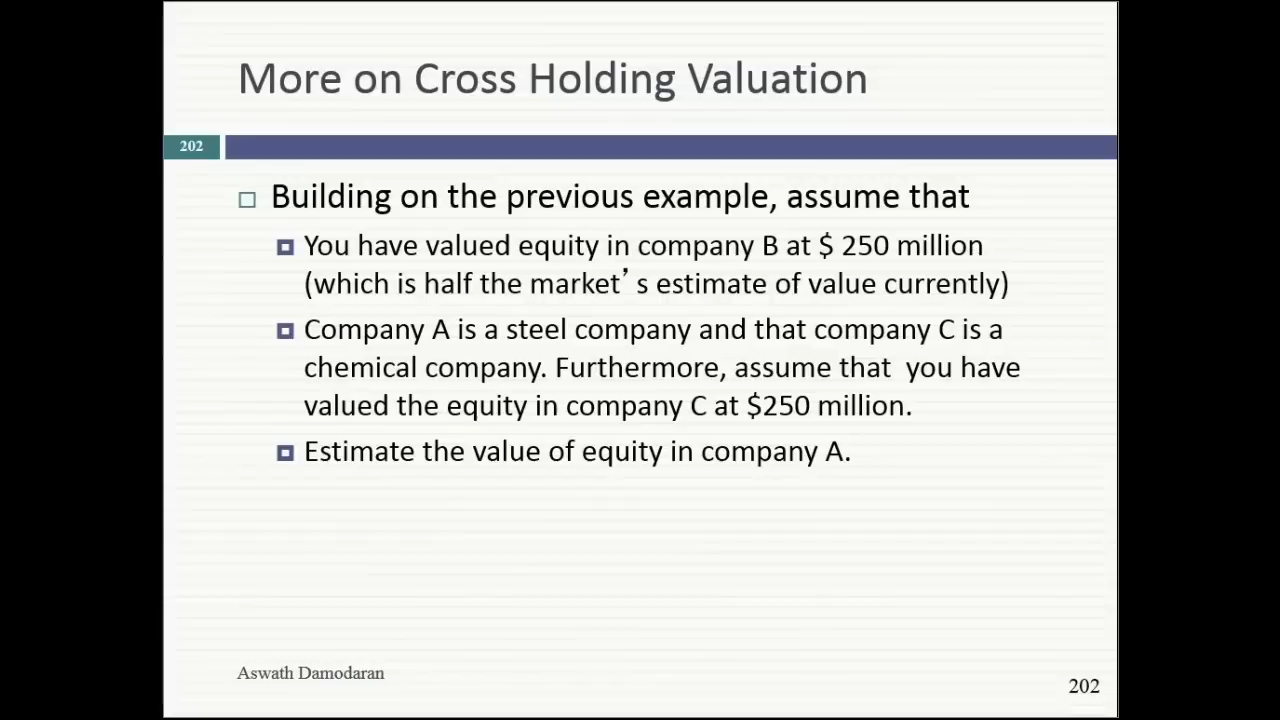 More on Cross Holding Valuation
202
Building on the previous example, assume that
You have valued equity in company B at $ 250 million
(which is half the market’s estimate of value currently)
Company A is a steel company and that company C is a
chemical company. Furthermore, assume that you have
valued the equity in company C at $250 million.
Estimate the value of equity in company A.
Aswath Damodaran
202